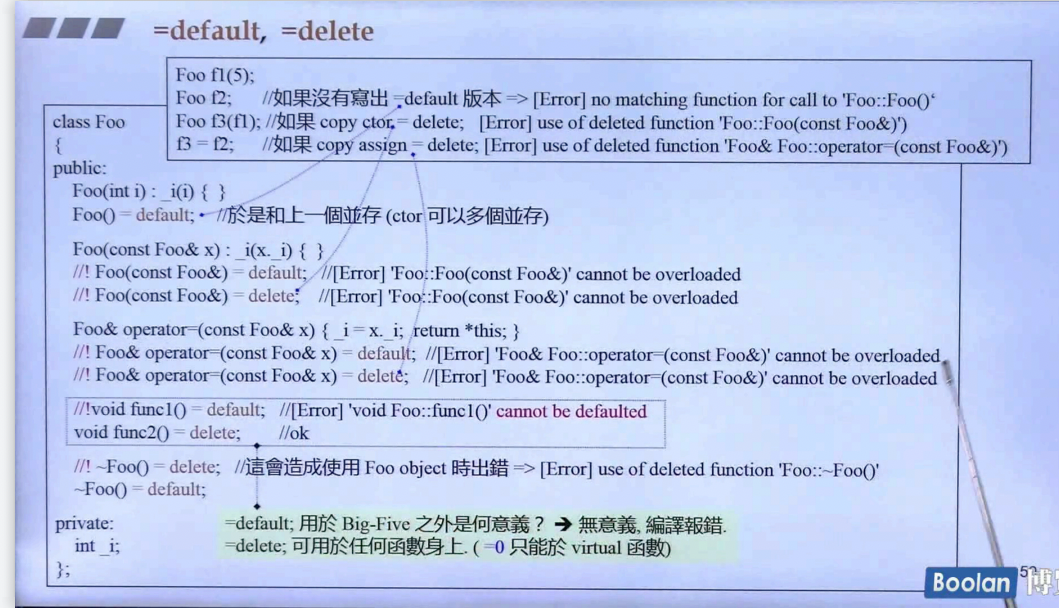 =default, =delete
Foo f1(5);
Foo f2; //如果沒有寫出 =default 版本 => [Error] no matching function for call to 'Foo::Foo()‘
Foo f3(f1); //如果 copy ctor = delete; [Error] use of deleted function 'Foo::Foo(const Foo&)')
f3 = f2; //如果 copy assign = delete; [Error] use of deleted function 'Foo& Foo::operator=(const Foo&)')
class Foo
{
public:
Foo(int i) : _i(i) { }
Foo() = default; //於是和上一個並存 (ctor 可以多個並存)
Foo(const Foo& x) : _i(x._i) { }
//! Foo(const Foo&) = default; //[Error] 'Foo::Foo(const Foo&)' cannot be overloaded
//! Foo(const Foo&) = delete; //[Error] 'Foo::Foo(const Foo&)' cannot be overloaded
Foo& operator=(const Foo& x) { _i = x._i; return *this; }
//! Foo& operator=(const Foo& x) = default; //[Error] 'Foo& Foo::operator=(const Foo&)' cannot be overloaded
//! Foo& operator=(const Foo& x) = delete; //[Error] 'Foo& Foo::operator=(const Foo&)' cannot be overloaded
//!void func1() = default; //[Error] 'void Foo::func1()' cannot be defaulted
void func2() = delete; //ok
//! ~Foo() = delete; //這會造成使用 Foo object 時出錯 => [Error] use of deleted function 'Foo::~Foo()'
~Foo() = default;
private:
int _i;
};
=default; 用於 Big-Five 之外是何意義？ ➔ 無意義, 編譯報錯.
=delete; 可用於任何函數身上. ( =0 只能於 virtual 函數)
Boolan 博